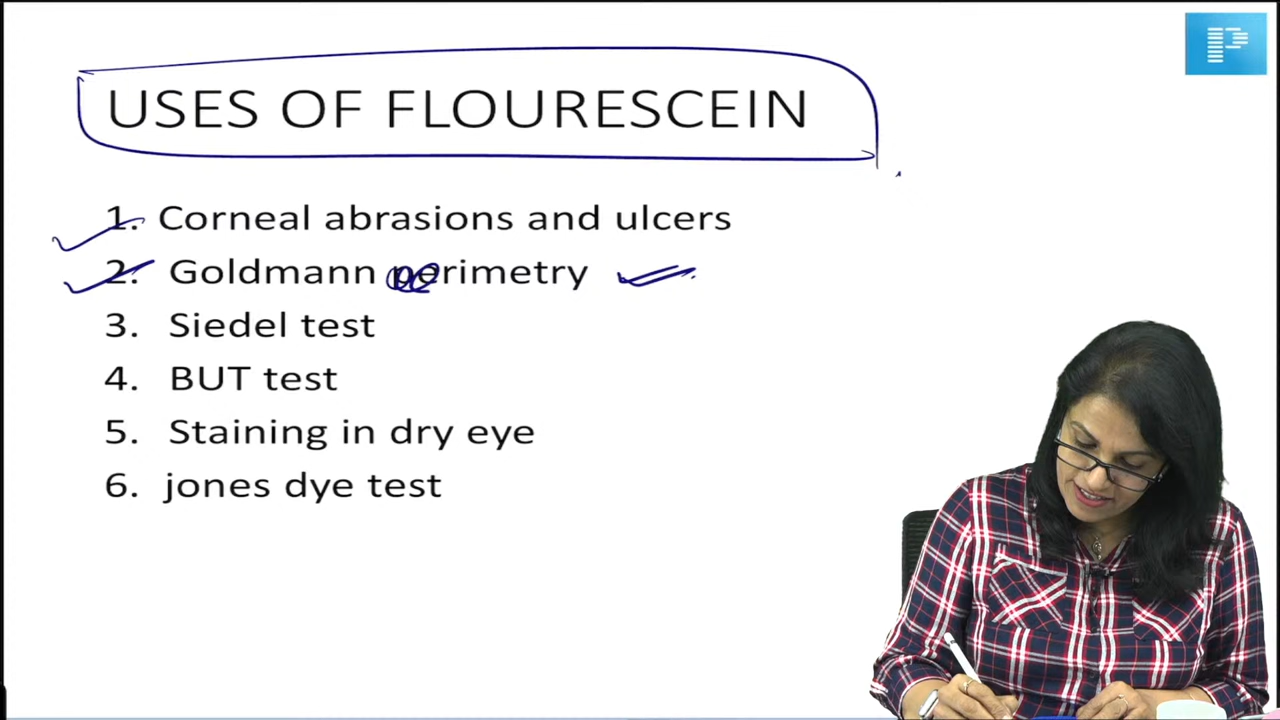 USES OF FLOURESCEIN
1. Corneal abrasions and ulcers
2. Goldmann perimetry
3. Siedel test
4. BUT test
5. Staining in dry eye
6. jones dye test
P